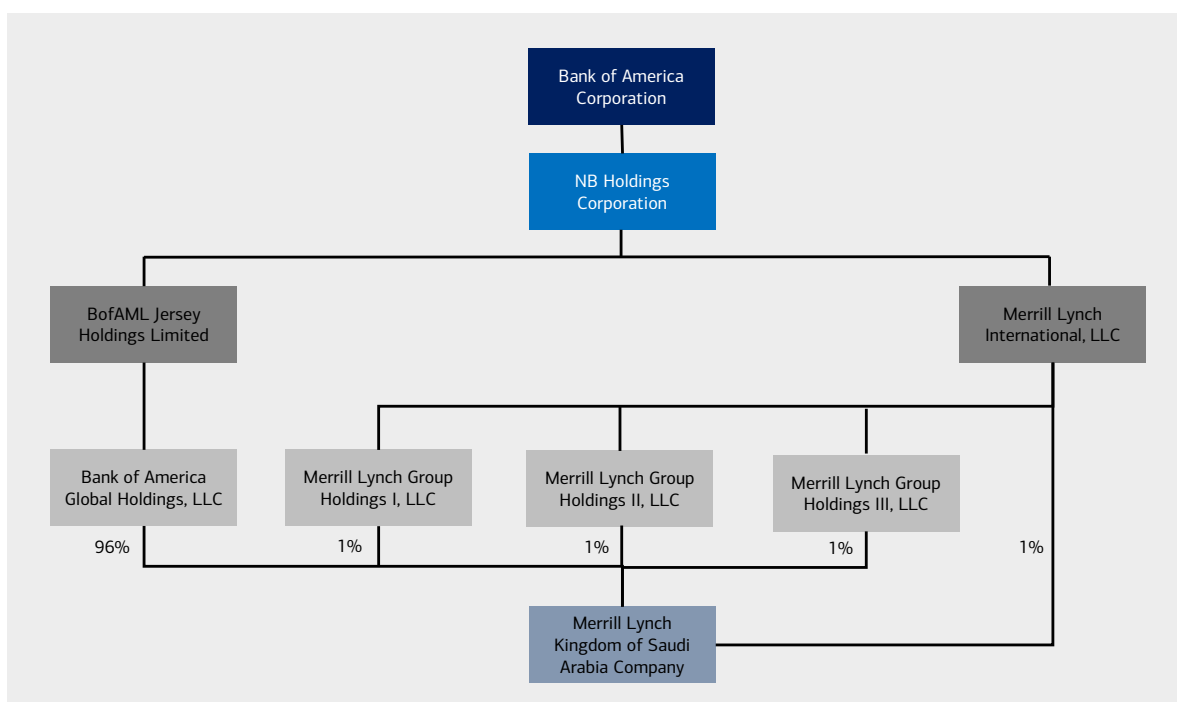 Bank of America
Corporation
NB Holdings
Corporation
BofAML Jersey
Holdings Limited
Merrill Lynch
International, LLC
Bank of America
Global Holdings, LLC
Merrill Lynch Group
Holdings I, LLC
Merrill Lynch Group
Holdings II, LLC
Merrill Lynch Group
Holdings III, LLC
96%
1%
1%
1%
1%
Merrill Lynch
Kingdom of Saudi
Arabia Company